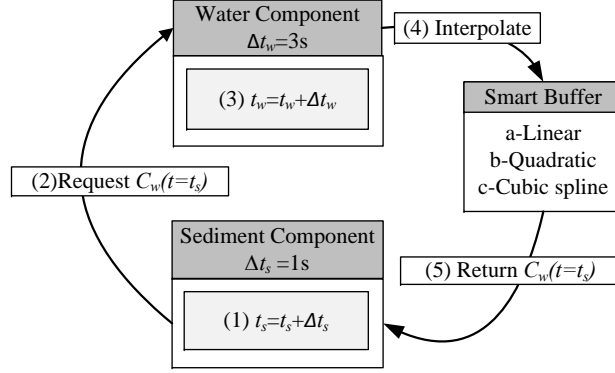 Water Component
Δt_w=3s
(3) t_w=t_w+Δt_w
(4) Interpolate
Smart Buffer
a-Linear
b-Quadratic
c-Cubic spline
(2)Request C_w(t=t_s)
Sediment Component
Δt_s =1s
(1) t_s=t_s+Δt_s
(5) Return C_w(t=t_s)